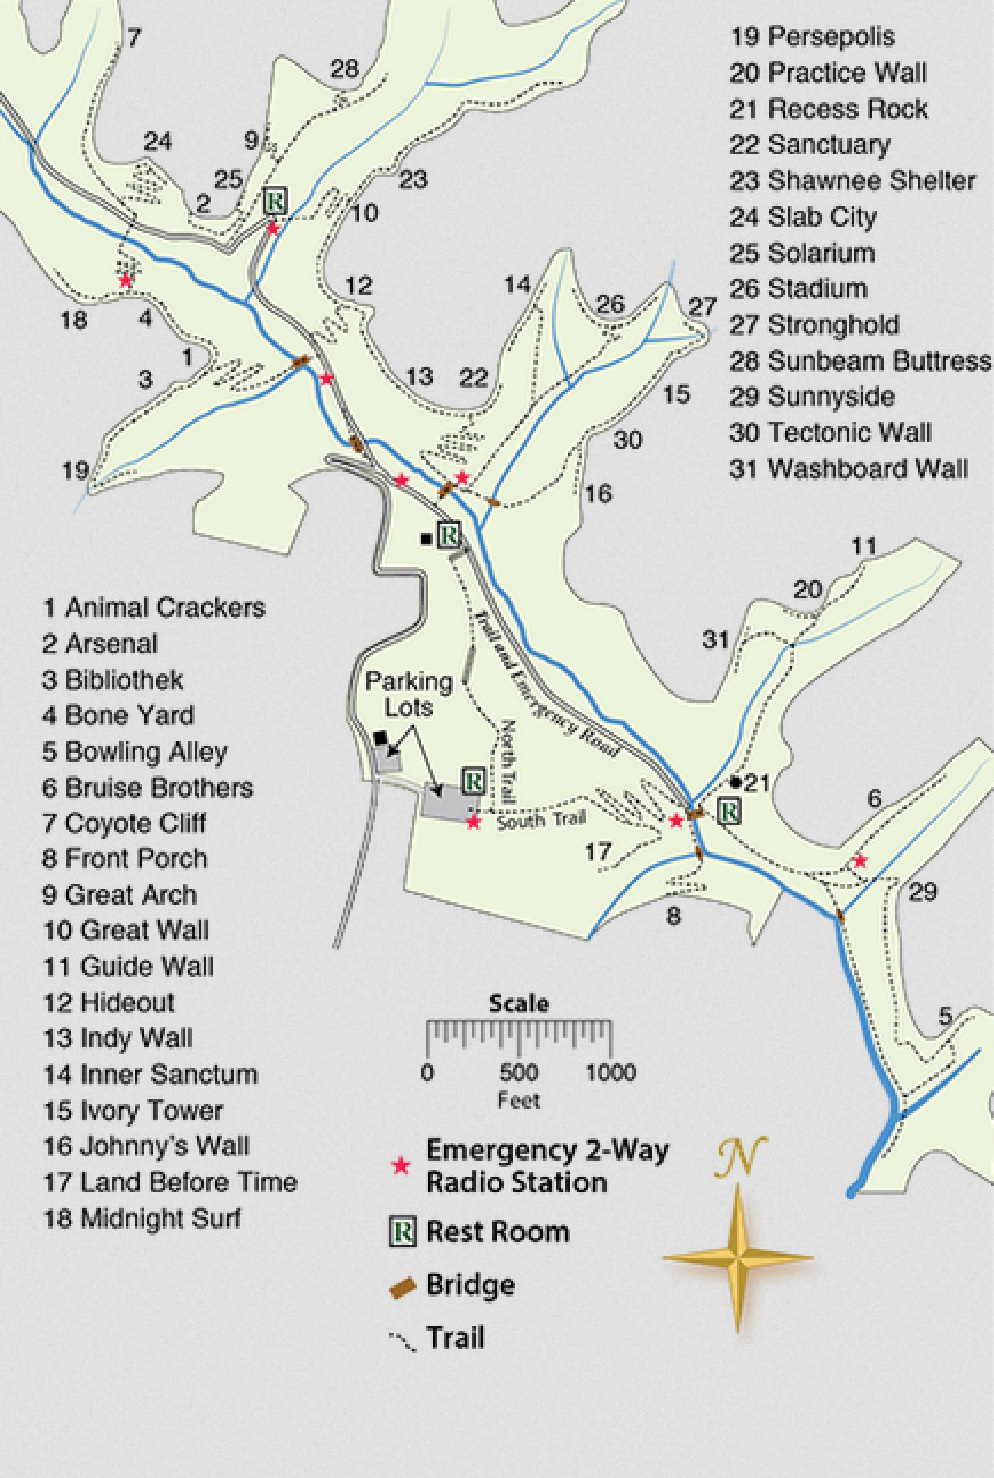 7
28
24
9
25
2
23
10
12
18
4
1
3
13
22
14
26
27
15
30
16
19
11
20
31
21
6
17
8
29
5
19 Persepolis
20 Practice Wall
21 Recess Rock
22 Sanctuary
23 Shawnee Shelter
24 Slab City
25 Solarium
26 Stadium
27 Stronghold
28 Sunbeam Buttress
29 Sunnyside
30 Tectonic Wall
31 Washboard Wall
1 Animal Crackers
2 Arsenal
3 Bibliothek
4 Bone Yard
5 Bowling Alley
6 Bruise Brothers
7 Coyote Cliff
8 Front Porch
9 Great Arch
10 Great Wall
11 Guide Wall
12 Hideout
13 Indy Wall
14 Inner Sanctum
15 Ivory Tower
16 Johnny's Wall
17 Land Before Time
18 Midnight Surf
R
R
Trail and Emergency Road
Parking
Lots
North Trail
R
R
South Trail
Scale
0 500 1000
Feet
Emergency 2-Way
Radio Station
R Rest Room
Bridge
Trail
N